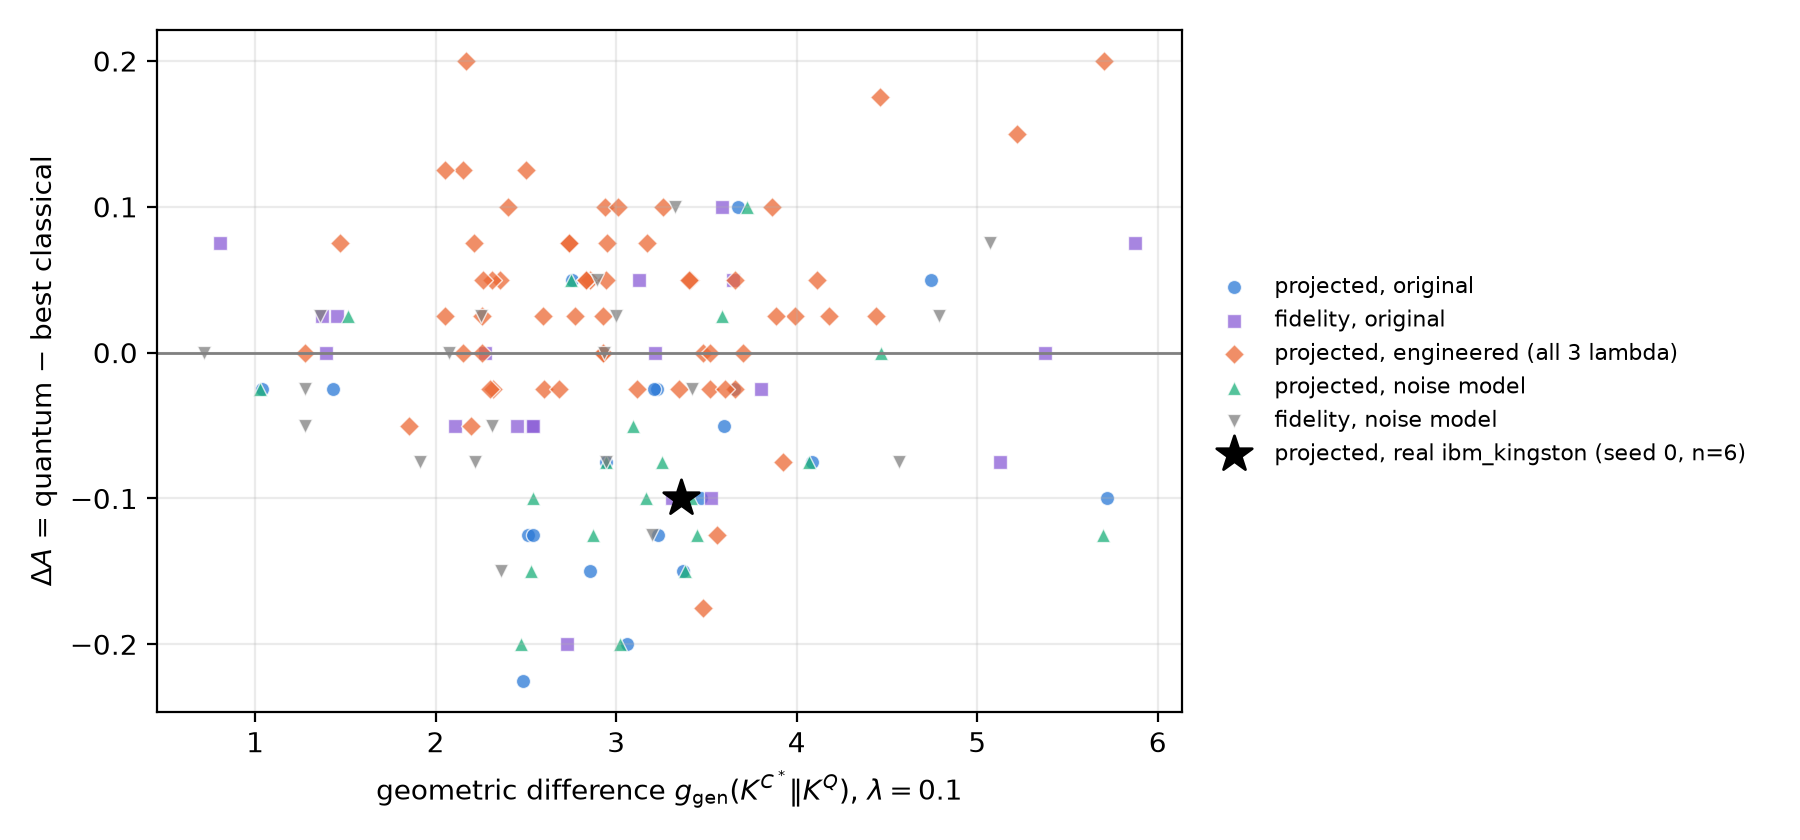 0.2
0.1
0.0
−0.1
−0.2
ΔA = quantum − best classical
1 2 3 4 5 6
geometric difference g_gen(K^{C^*}∥K^Q), λ = 0.1
projected, original
fidelity, original
projected, engineered (all 3 lambda)
projected, noise model
fidelity, noise model
projected, real ibm_kingston (seed 0, n=6)